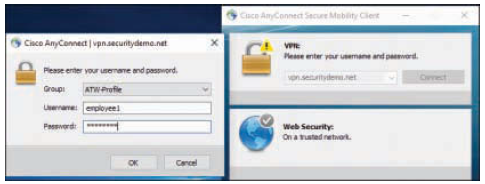 Cisco AnyConnect | vpn.securitydemo.net
Please enter your username and password.
Group: ATW-Profile
Username: employee1
Password: *********
OK Cancel
Cisco AnyConnect Secure Mobility Client
VPN:
Please enter your username and password.
vpn.securitydemo.net Connect
Web Security:
On a trusted network.